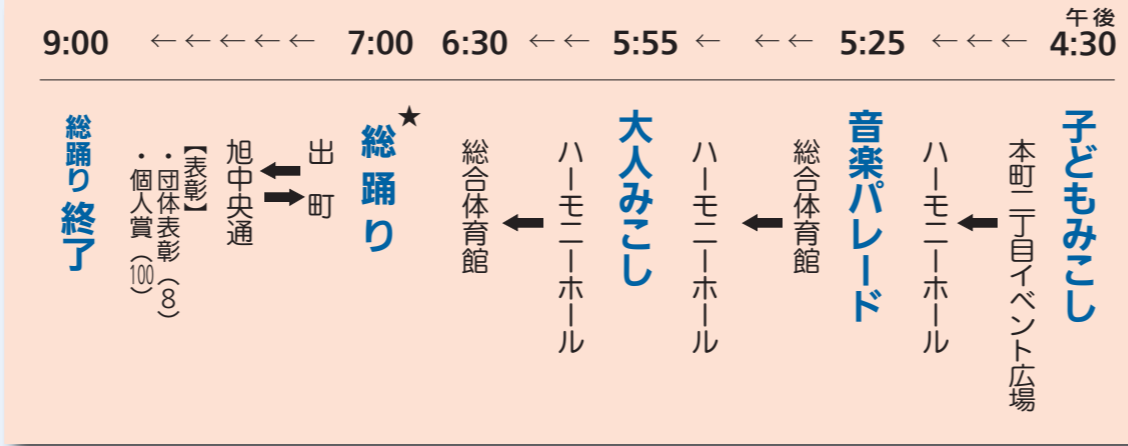 午後
4:30 ←←← 5:25 ←← ← 5:55 ←← 6:30 7:00 ←←←←← 9:00
子どもみこし
本町二丁目イベント広場
←
ハーモニーホール
音楽パレード
総合体育館
←
ハーモニーホール
大人みこし
ハーモニーホール
←
総合体育館
★
総踊り
出町
←
→
旭中央通
【表彰】
・団体表彰（8）
・個人賞（100）
総踊り終了